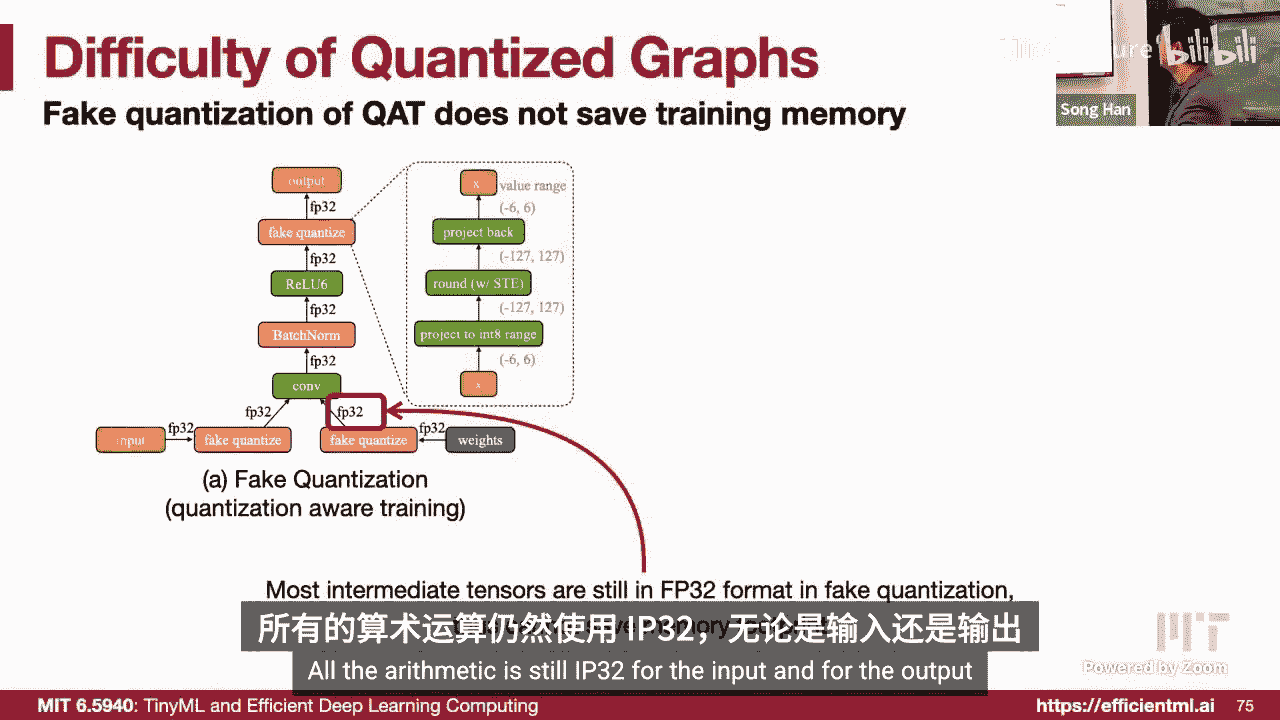 Difficulty of Quantized Graphs
Fake quantization of QAT does not save training memory
bilibili
Song Han
output
fp32
fake quantize
fp32
ReLU6
fp32
BatchNorm
fp32
conv
fp32
fp32
input
fp32
fake quantize
fake quantize
fp32
weights
x
value range
(-6, 6)
project back
(-127, 127)
round (w/ STE)
(-127, 127)
project to int8 range
(-6, 6)
x
(a) Fake Quantization
(quantization aware training)
Most intermediate tensors are still in FP32 format in fake quantization,
所有的算术运算仍然使用 IP32，无论是输入还是输出
All the arithmetic is still IP32 for the input and for the output
MIT
Powered by Zoom
MIT 6.5940: TinyML and Efficient Deep Learning Computing
https://efficientml.ai
75